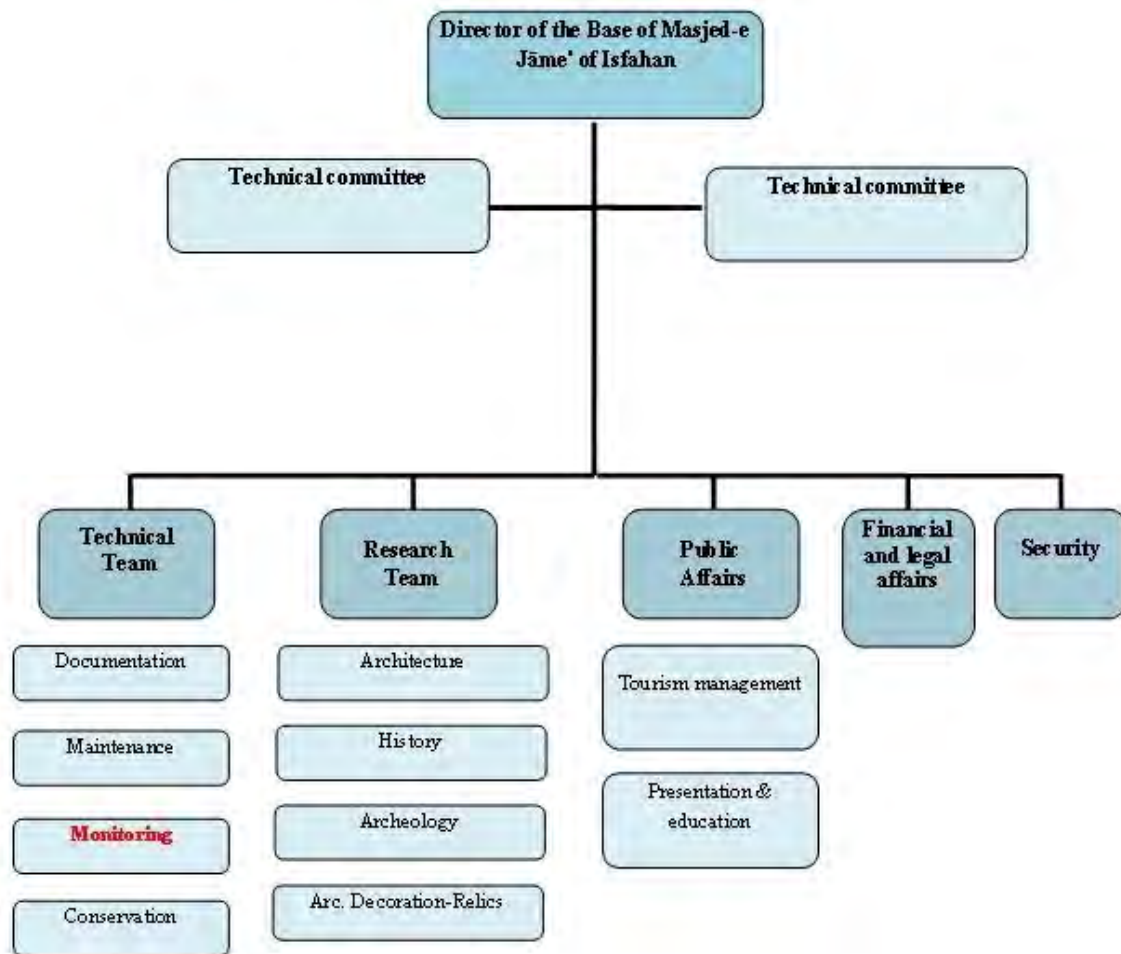 Director of the Base of Masjed-e
Jāme' of Isfahan
Technical committee
Technical committee
Technical
Team
Documentation
Maintenance
Monitoring
Conservation
Research
Team
Architecture
History
Archeology
Arc. Decoration-Relics
Public
Affairs
Tourism management
Presentation &
education
Financial
and legal
affairs
Security